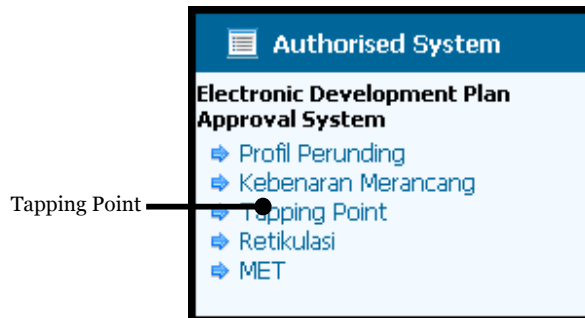 Authorised System
Electronic Development Plan
Approval System
Profil Perunding
Kebenaran Merancang
Tapping Point
Tapping Point
Retikulasi
MET